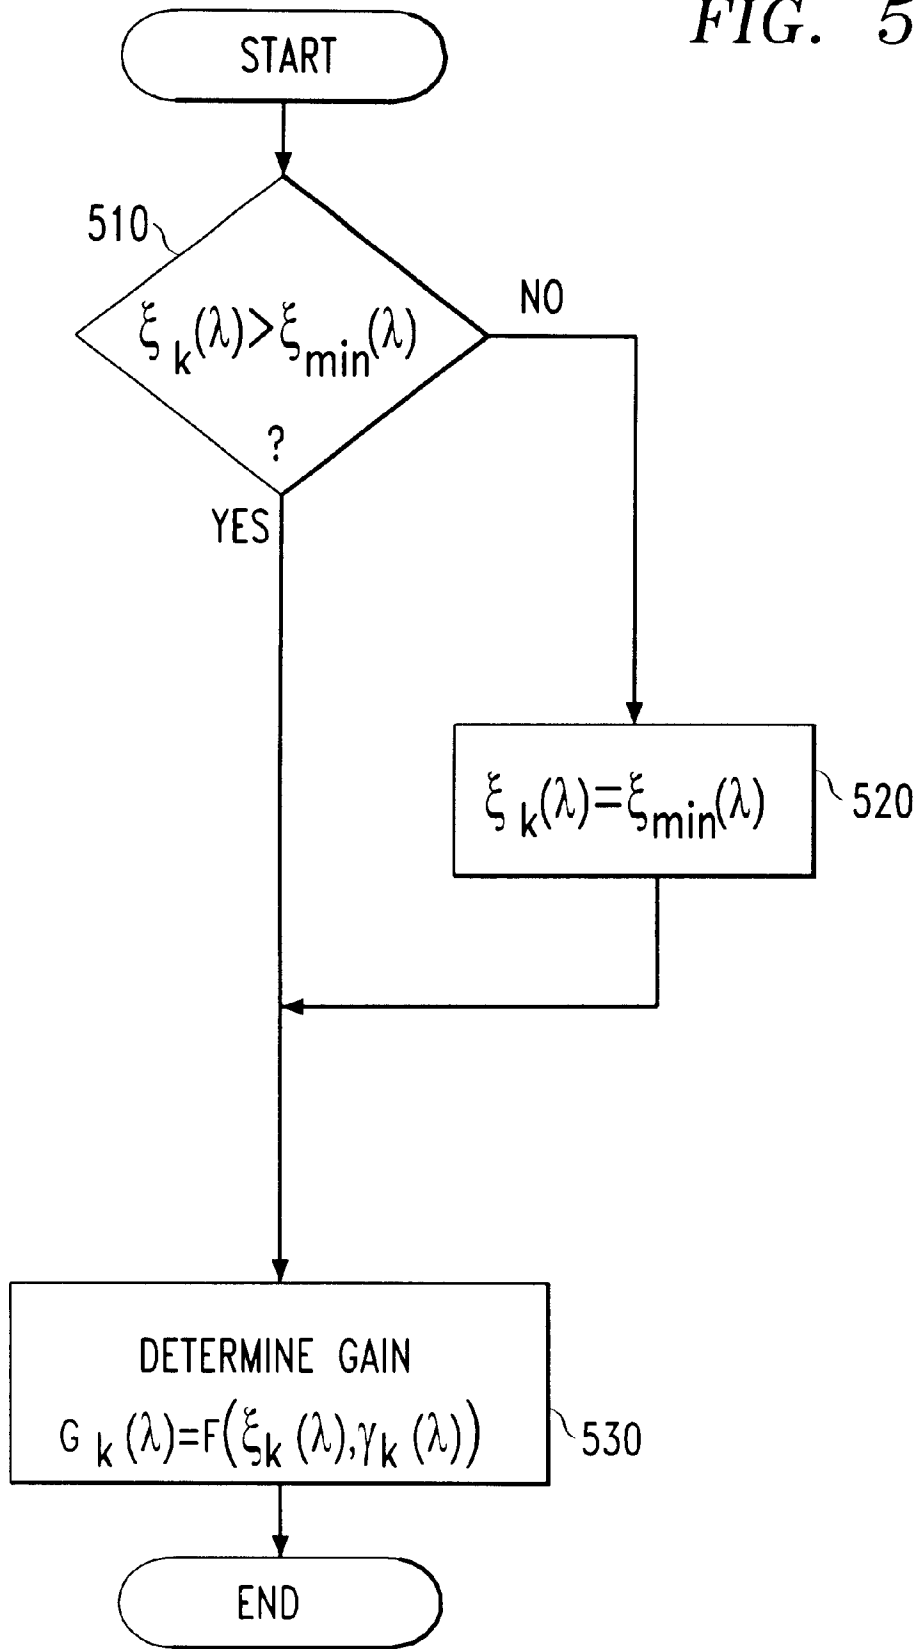 FIG. 5
START
510
ξk(λ)>ξmin(λ)
?
NO
YES
ξk(λ)=ξmin(λ)
520
DETERMINE GAIN
Gk(λ)=F(ξk(λ),γk(λ))
530
END